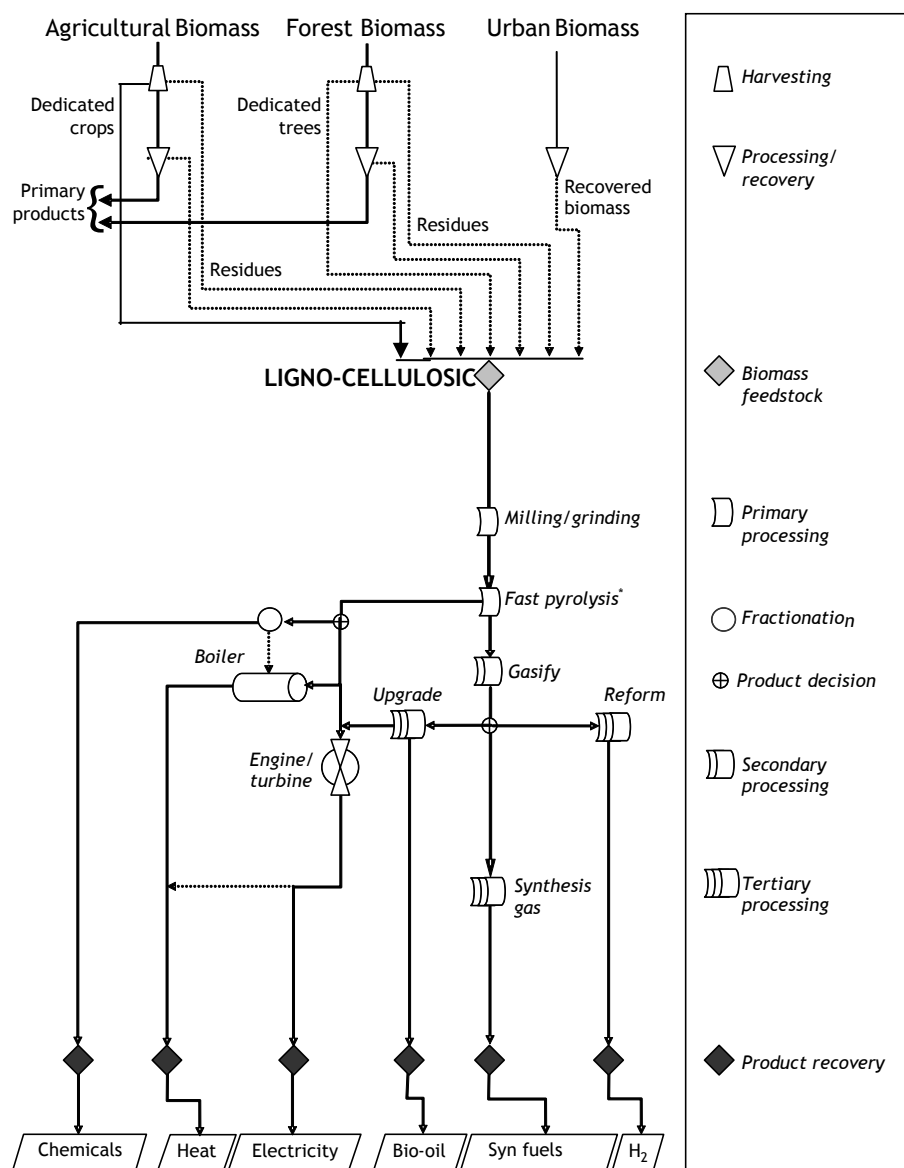 Agricultural Biomass
Forest Biomass
Urban Biomass
Dedicated
crops
Dedicated
trees
Primary
products
Recovered
biomass
Residues
Residues
LIGNO-CELLULOSIC
Milling/grinding
Fast pyrolysis*
Boiler
Gasify
Upgrade
Reform
Engine/
turbine
Synthesis
gas
Chemicals
Heat
Electricity
Bio-oil
Syn fuels
H2
Harvesting
Processing/
recovery
Biomass
feedstock
Primary
processing
Fractionation
Product decision
Secondary
processing
Tertiary
processing
Product recovery